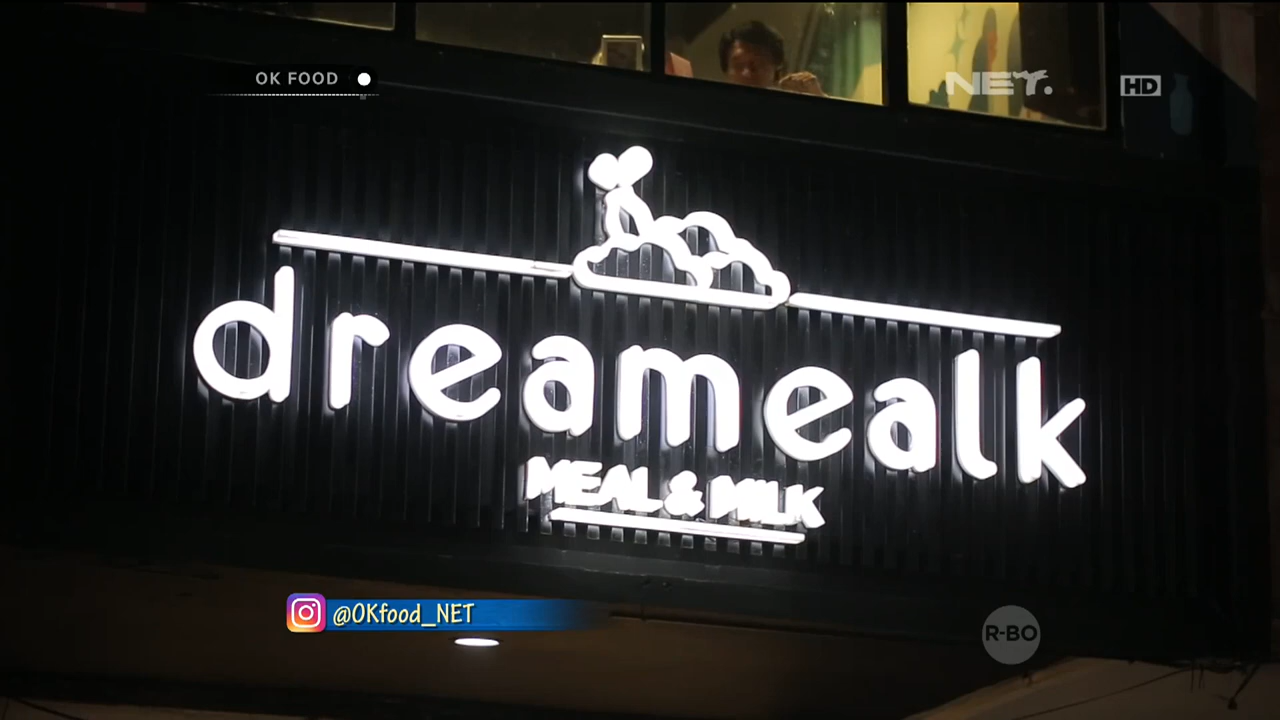 OK FOOD
NET.
HD
dreamealk
MEAL & MILK
@OKfood_NET
R-BO